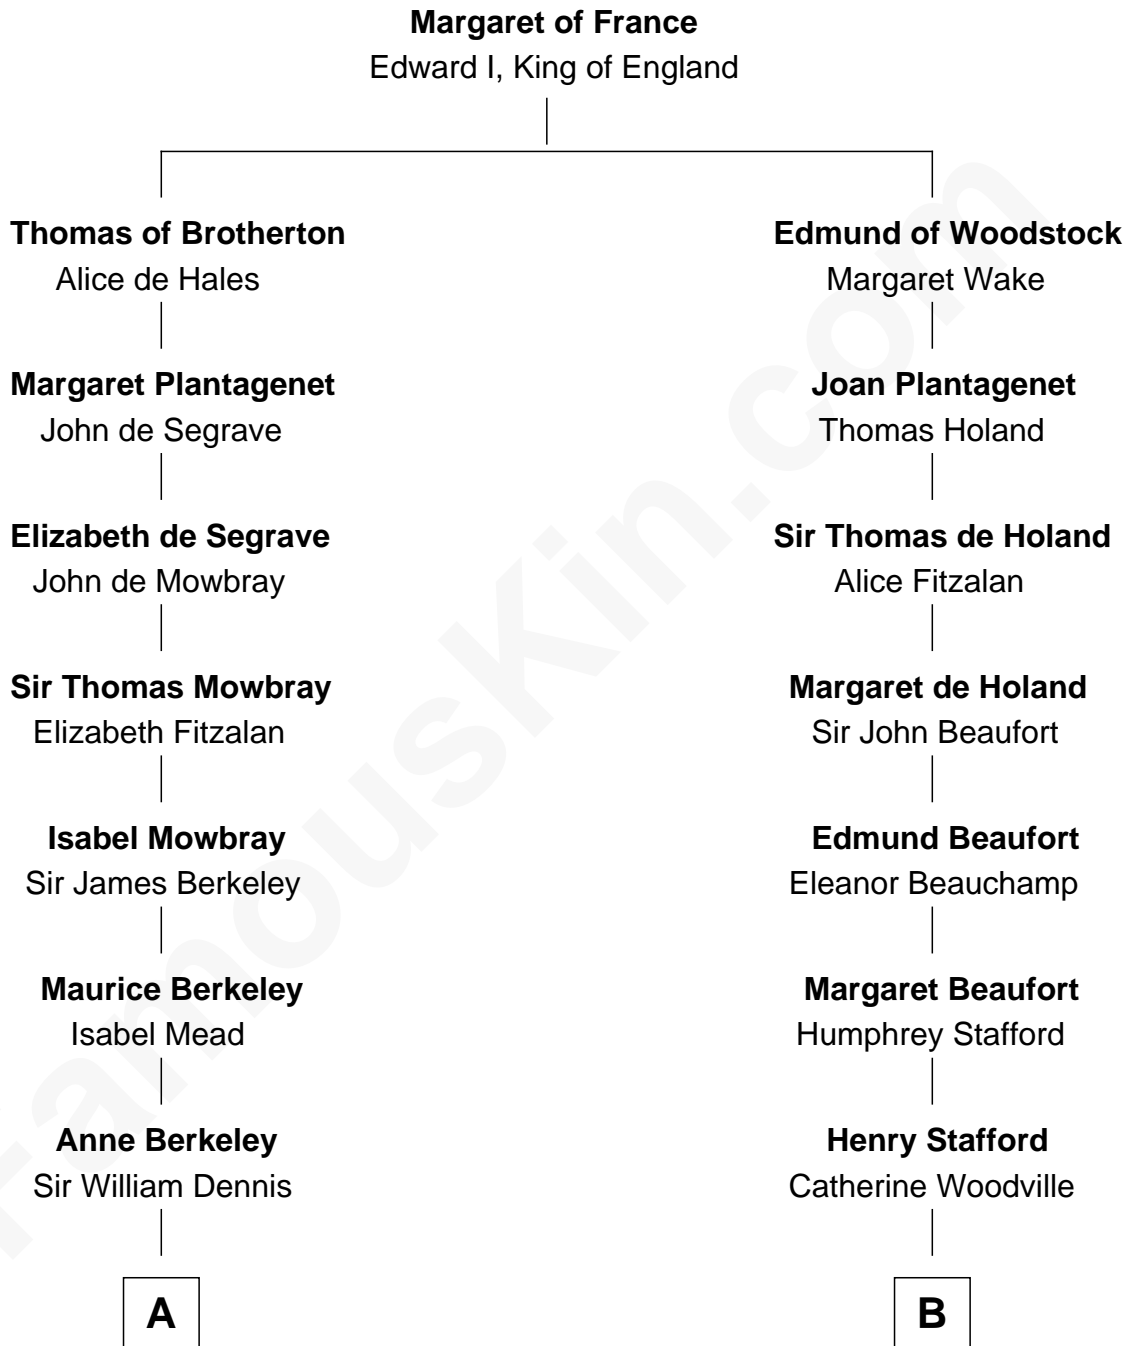 Margaret of France
Edward I, King of England
Thomas of Brotherton
Alice de Hales
Edmund of Woodstock
Margaret Wake
Margaret Plantagenet
John de Segrave
Joan Plantagenet
Thomas Holand
Elizabeth de Segrave
John de Mowbray
Sir Thomas de Holand
Alice Fitzalan
Sir Thomas Mowbray
Elizabeth Fitzalan
Margaret de Holand
Sir John Beaufort
Isabel Mowbray
Sir James Berkeley
Edmund Beaufort
Eleanor Beauchamp
Maurice Berkeley
Isabel Mead
Margaret Beaufort
Humphrey Stafford
Anne Berkeley
Sir William Dennis
Henry Stafford
Catherine Woodville
A
B
FamousKin.com